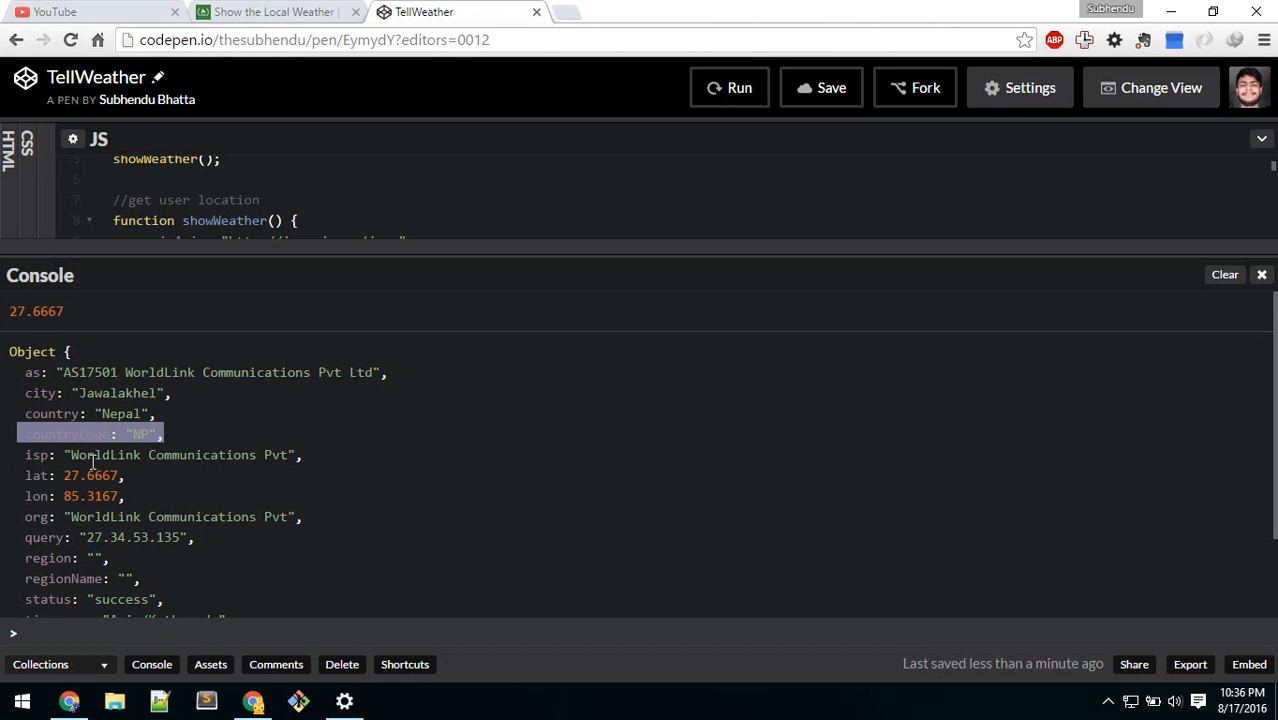 YouTube
Show the Local Weather |
TellWeather
Subhendu
codepen.io/thesubhendu/pen/EymydY?editors=0012
ABP
TellWeather
A PEN BY Subhendu Bhatta
Run
Save
Fork
Settings
Change View
HTML
CSS
JS
5 showWeather();
6
7 //get user location
8 function showWeather() {
Console
Clear
27.6667
Object {
as: "AS17501 WorldLink Communications Pvt Ltd",
city: "Jawalakhel",
country: "Nepal",
countryCode: "NP",
isp: "WorldLink Communications Pvt",
lat: 27.6667,
lon: 85.3167,
org: "WorldLink Communications Pvt",
query: "27.34.53.135",
region: "",
regionName: "",
status: "success",
>
Collections
Console
Assets
Comments
Delete
Shortcuts
Last saved less than a minute ago
Share
Export
Embed
10:36 PM
8/17/2016